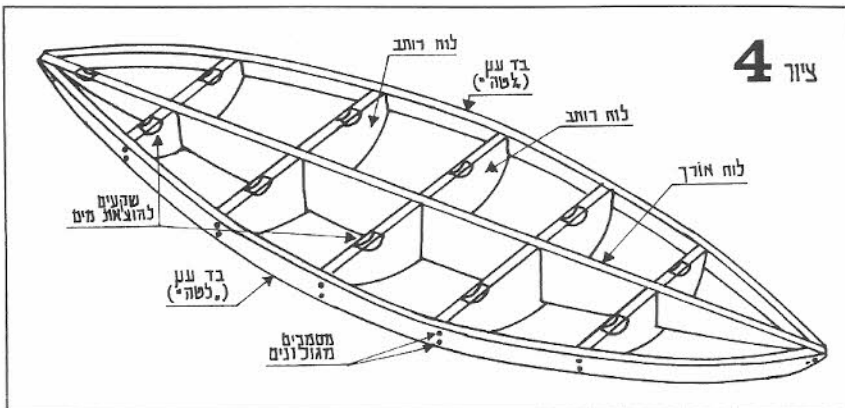 ציור 4
לוח רוחב
בד עץ
("לטה")
לוח רוחב
לוח אורך
שקעים
להוצאת מים
בד עץ
("לטה")
מסמרים
מגולוונים